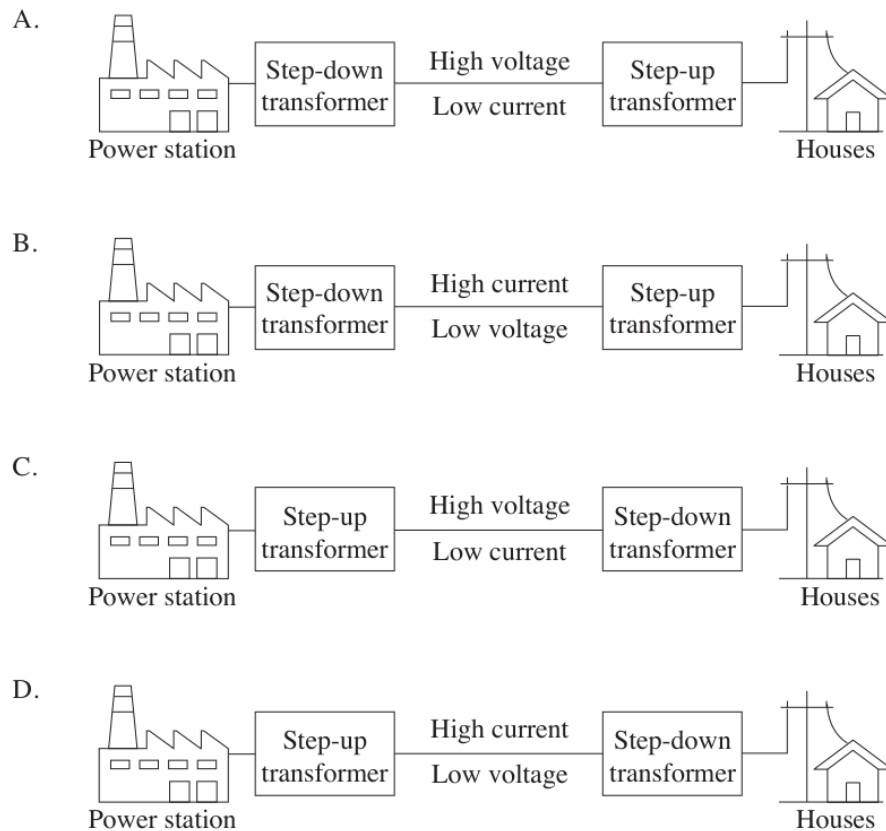 A.
Step-down
transformer
High voltage
Low current
Step-up
transformer
Power station
Houses
B.
Step-down
transformer
High current
Low voltage
Step-up
transformer
Power station
Houses
C.
Step-up
transformer
High voltage
Low current
Step-down
transformer
Power station
Houses
D.
Step-up
transformer
High current
Low voltage
Step-down
transformer
Power station
Houses